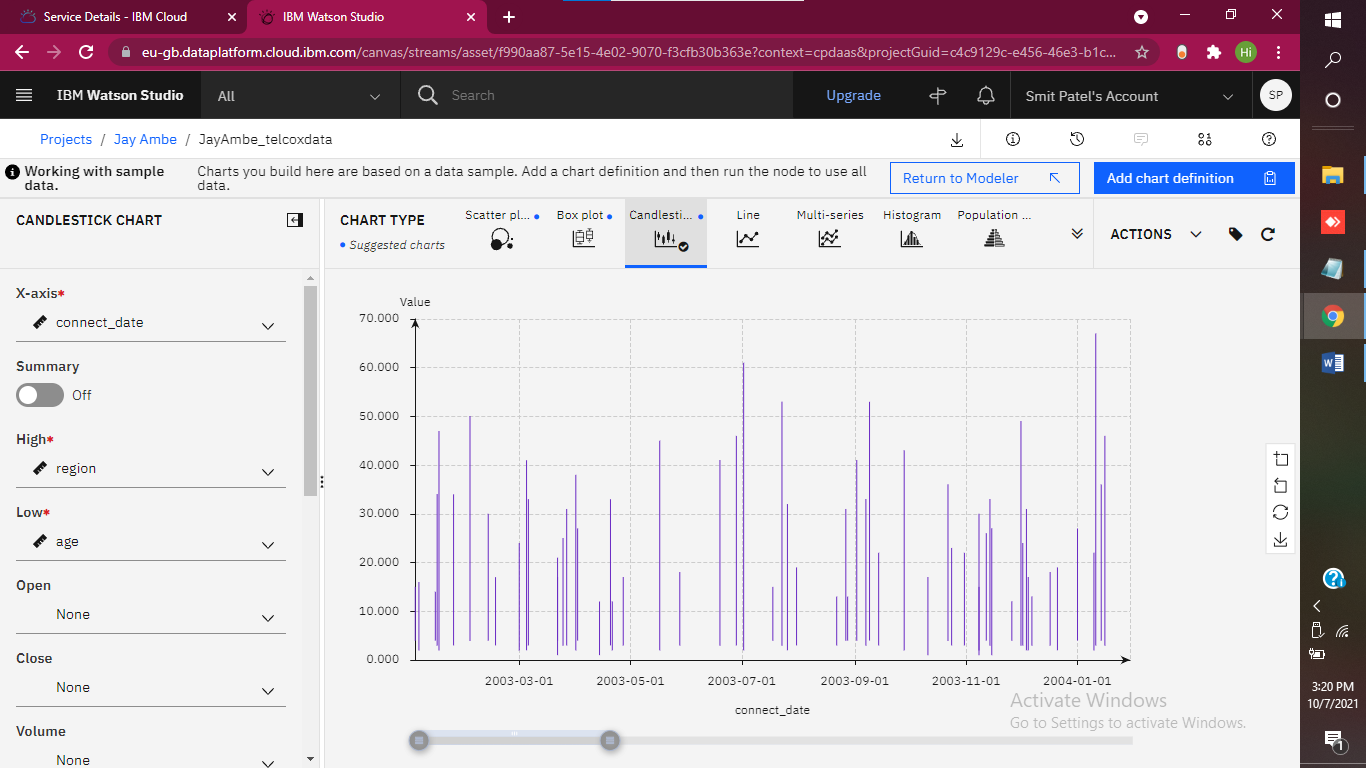 Service Details - IBM Cloud
IBM Watson Studio
eu-gb.dataplatform.cloud.ibm.com/canvas/streams/asset/f990aa87-5e15-4e02-9070-f3cfb30b363e?context=cpdaas&projectGuid=c4c9129c-e456-46e3-b1c...
Hi
IBM Watson Studio
All
Search
Upgrade
Smit Patel's Account
SP
Projects / Jay Ambe / JayAmbe_telcoxdata
Working with sample
data.
Charts you build here are based on a data sample. Add a chart definition and then run the node to use all
data.
Return to Modeler
Add chart definition
CANDLESTICK CHART
CHART TYPE
Suggested charts
Scatter pl...
Box plot
Candlesti...
Line
Multi-series
Histogram
Population ...
ACTIONS
X-axis*
connect_date
Summary
Off
High*
region
Low*
age
Open
None
Close
None
Volume
None
Value
70.000
60.000
50.000
40.000
30.000
20.000
10.000
0.000
2003-03-01
2003-05-01
2003-07-01
2003-09-01
2003-11-01
2004-01-01
connect_date
Activate Windows
Go to Settings to activate Windows.
3:20 PM
10/7/2021
1